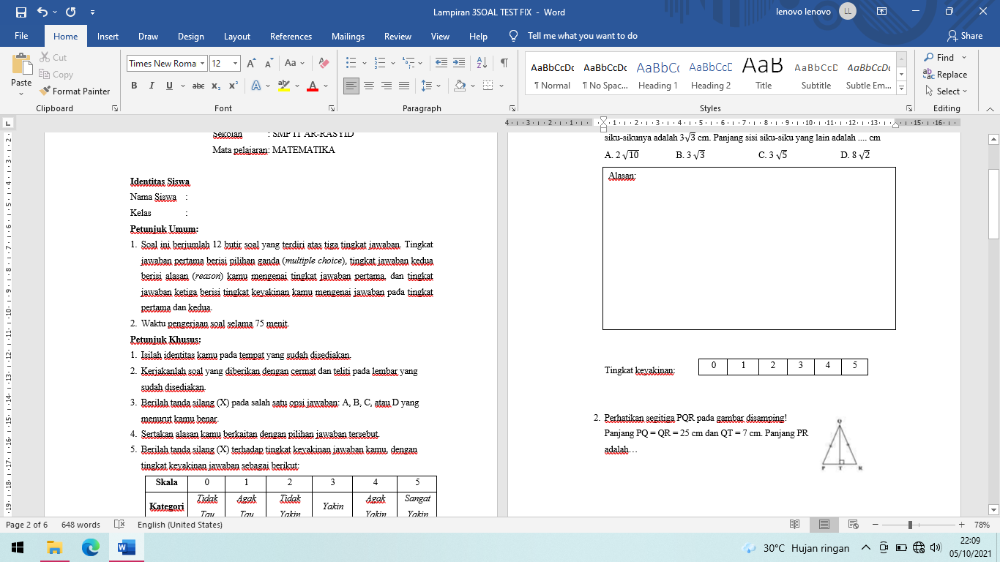 Lampiran 3SOAL TEST FIX - Word
lenovo lenovo
LL
File Home Insert Draw Design Layout References Mailings Review View Help Tell me what you want to do Share
Paste
Cut
Copy
Format Painter
Clipboard
Times New Roma 12
Font
Paragraph
AaBbCcDc ¶ Normal
AaBbCcDc ¶ No Spac...
AaBbCc Heading 1
AaBbCcD Heading 2
AaB Title
AaBbCcD Subtitle
AaBbCcDc Subtle Em...
Styles
Find
Replace
Select
Editing
Sekolah : SMP IT AR-RASYID
Mata pelajaran: MATEMATIKA
Identitas Siswa
Nama Siswa :
Kelas :
Petunjuk Umum:
1. Soal ini berjumlah 12 butir soal yang terdiri atas tiga tingkat jawaban. Tingkat
jawaban pertama berisi pilihan ganda (multiple choice), tingkat jawaban kedua
berisi alasan (reason) kamu mengenai tingkat jawaban pertama, dan tingkat
jawaban ketiga berisi tingkat keyakinan kamu mengenai jawaban pada tingkat
pertama dan kedua.
2. Waktu pengerjaan soal selama 75 menit.
Petunjuk Khusus:
1. Isilah identitas kamu pada tempat yang sudah disediakan.
2. Kerjakanlah soal yang diberikan dengan cermat dan teliti pada lembar yang
sudah disediakan.
3. Berilah tanda silang (X) pada salah satu opsi jawaban: A, B, C, atau D yang
menurut kamu benar.
4. Sertakan alasan kamu berkaitan dengan pilihan jawaban tersebut.
5. Berilah tanda silang (X) terhadap tingkat keyakinan jawaban kamu, dengan
tingkat keyakinan jawaban sebagai berikut:
Skala 0 1 2 3 4 5
Kategori Tidak Tau Agak Tau Tidak Yakin Yakin Agak Yakin Sangat Yakin
siku-sikunya adalah 3√3 cm. Panjang sisi siku-siku yang lain adalah .... cm
A. 2 √10 B. 3 √3 C. 3 √5 D. 8 √2
Alasan:
Tingkat keyakinan: 0 1 2 3 4 5
2. Perhatikan segitiga PQR pada gambar disamping!
Panjang PQ = QR = 25 cm dan QT = 7 cm. Panjang PR
adalah…
Q
P T R
Page 2 of 6 648 words English (United States) 78%
30°C Hujan ringan
22:09
05/10/2021